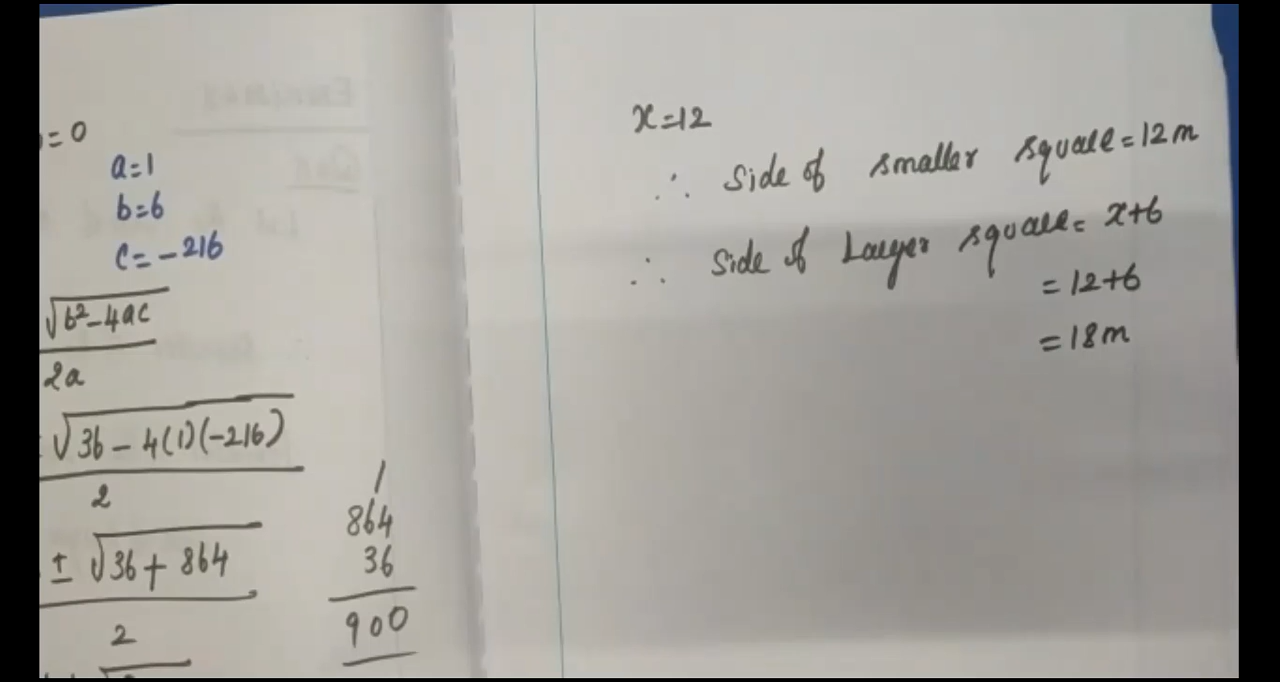 = 0
a=1
b=6
c= -216
√b²-4ac
2a
√36 - 4(1)(-216)
2
± √36 + 864
2
1
864
36
900
x=12
∴ Side of smaller square = 12m
∴ Side of Larger square = x+6
= 12+6
= 18m